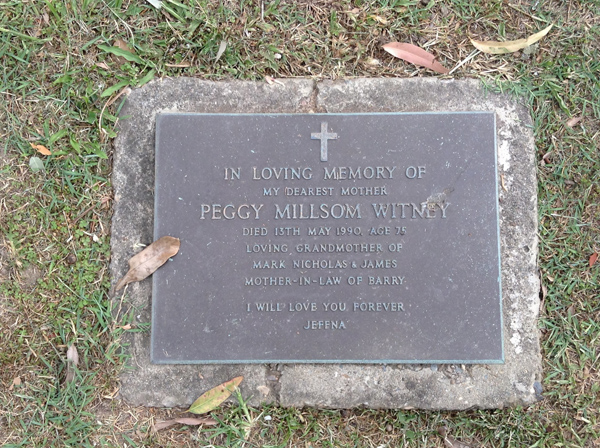 IN LOVING MEMORY OF
MY DEAREST MOTHER
PEGGY MILLSOM WITNEY
DIED 13TH MAY 1990, AGE 75
LOVING GRANDMOTHER OF
MARK NICHOLAS & JAMES
MOTHER-IN-LAW OF BARRY
I WILL LOVE YOU FOREVER
JEFFNA